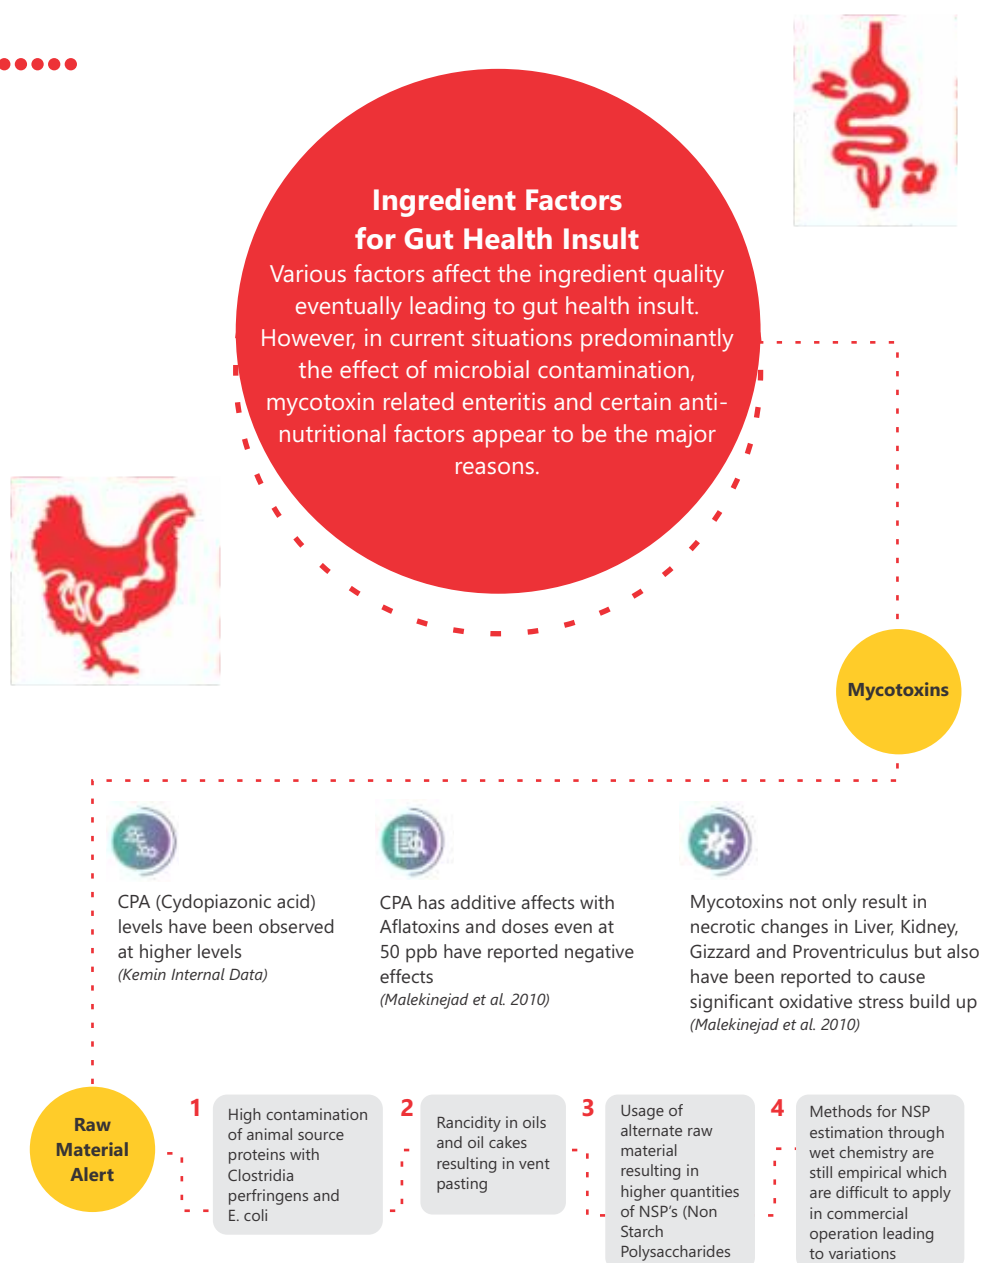 Ingredient Factors
for Gut Health Insult
Various factors affect the ingredient quality
eventually leading to gut health insult.
However, in current situations predominantly
the effect of microbial contamination,
mycotoxin related enteritis and certain anti-
nutritional factors appear to be the major
reasons.
Mycotoxins
CPA (Cydopiazonic acid)
levels have been observed
at higher levels
(Kemin Internal Data)
CPA has additive affects with
Aflatoxins and doses even at
50 ppb have reported negative
effects
(Malekinejad et al. 2010)
Mycotoxins not only result in
necrotic changes in Liver, Kidney,
Gizzard and Proventriculus but also
have been reported to cause
significant oxidative stress build up
(Malekinejad et al. 2010)
Raw
Material
Alert
1
High contamination
of animal source
proteins with
Clostridia
perfringens and
E. coli
2
Rancidity in oils
and oil cakes
resulting in vent
pasting
3
Usage of
alternate raw
material
resulting in
higher quantities
of NSP's (Non
Starch
Polysaccharides
4
Methods for NSP
estimation through
wet chemistry are
still empirical which
are difficult to apply
in commercial
operation leading
to variations